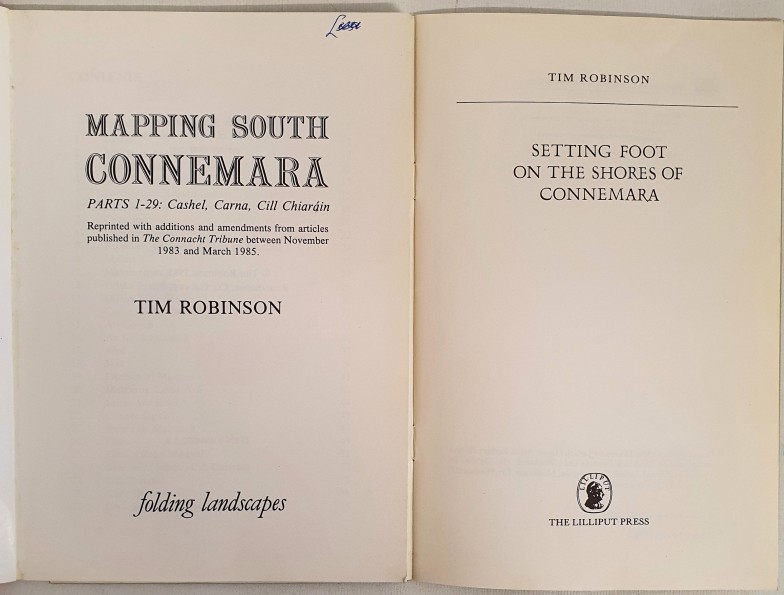 MAPPING SOUTH
CONNEMARA
PARTS 1-29: Cashel, Carna, Cill Chiaráin
Reprinted with additions and amendments from articles
published in The Connacht Tribune between November
1983 and March 1985.
TIM ROBINSON
folding landscapes
TIM ROBINSON
SETTING FOOT
ON THE SHORES OF
CONNEMARA
LILLIPUT
THE LILLIPUT PRESS